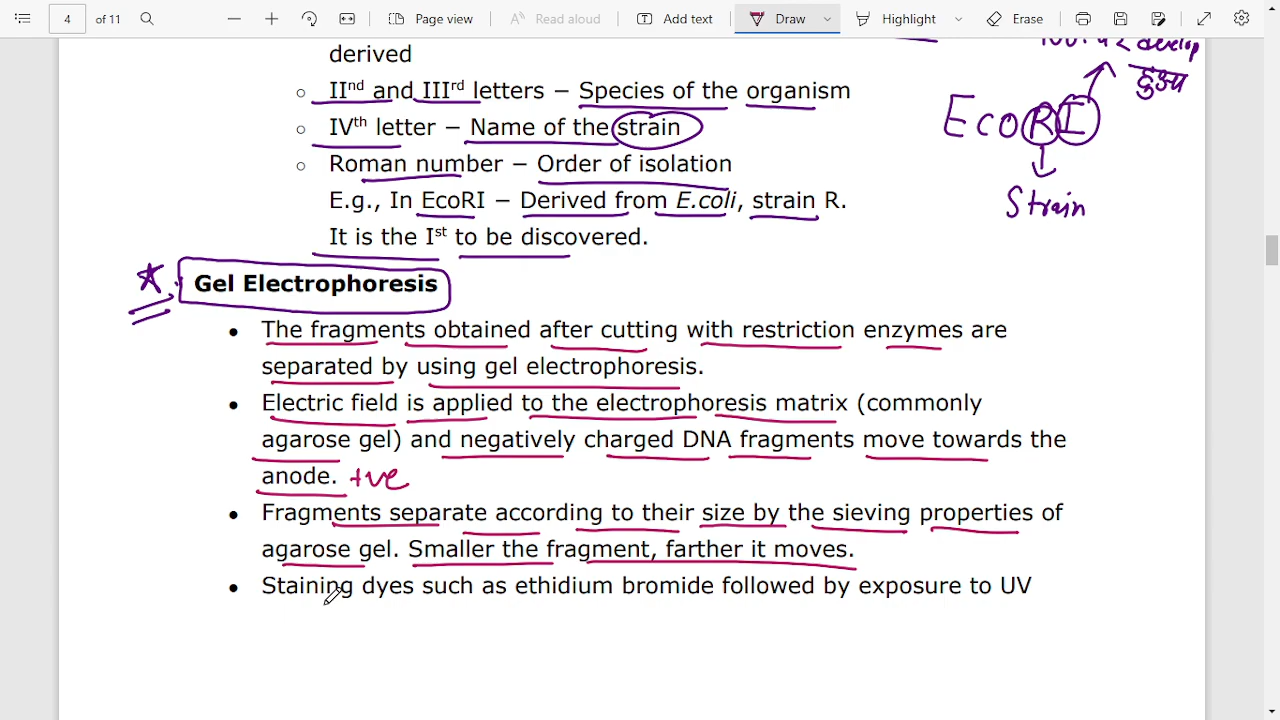 4 of 11 Page view Read aloud Add text Draw Highlight Erase
derived
develop
हुआ
○ IInd and IIIrd letters − Species of the organism
○ IVth letter − Name of the strain
EcoRI
○ Roman number − Order of isolation
E.g., In EcoRI − Derived from E.coli, strain R.
Strain
It is the Ist to be discovered.
Gel Electrophoresis
• The fragments obtained after cutting with restriction enzymes are
separated by using gel electrophoresis.
• Electric field is applied to the electrophoresis matrix (commonly
agarose gel) and negatively charged DNA fragments move towards the
anode. +ve
• Fragments separate according to their size by the sieving properties of
agarose gel. Smaller the fragment, farther it moves.
• Staining dyes such as ethidium bromide followed by exposure to UV